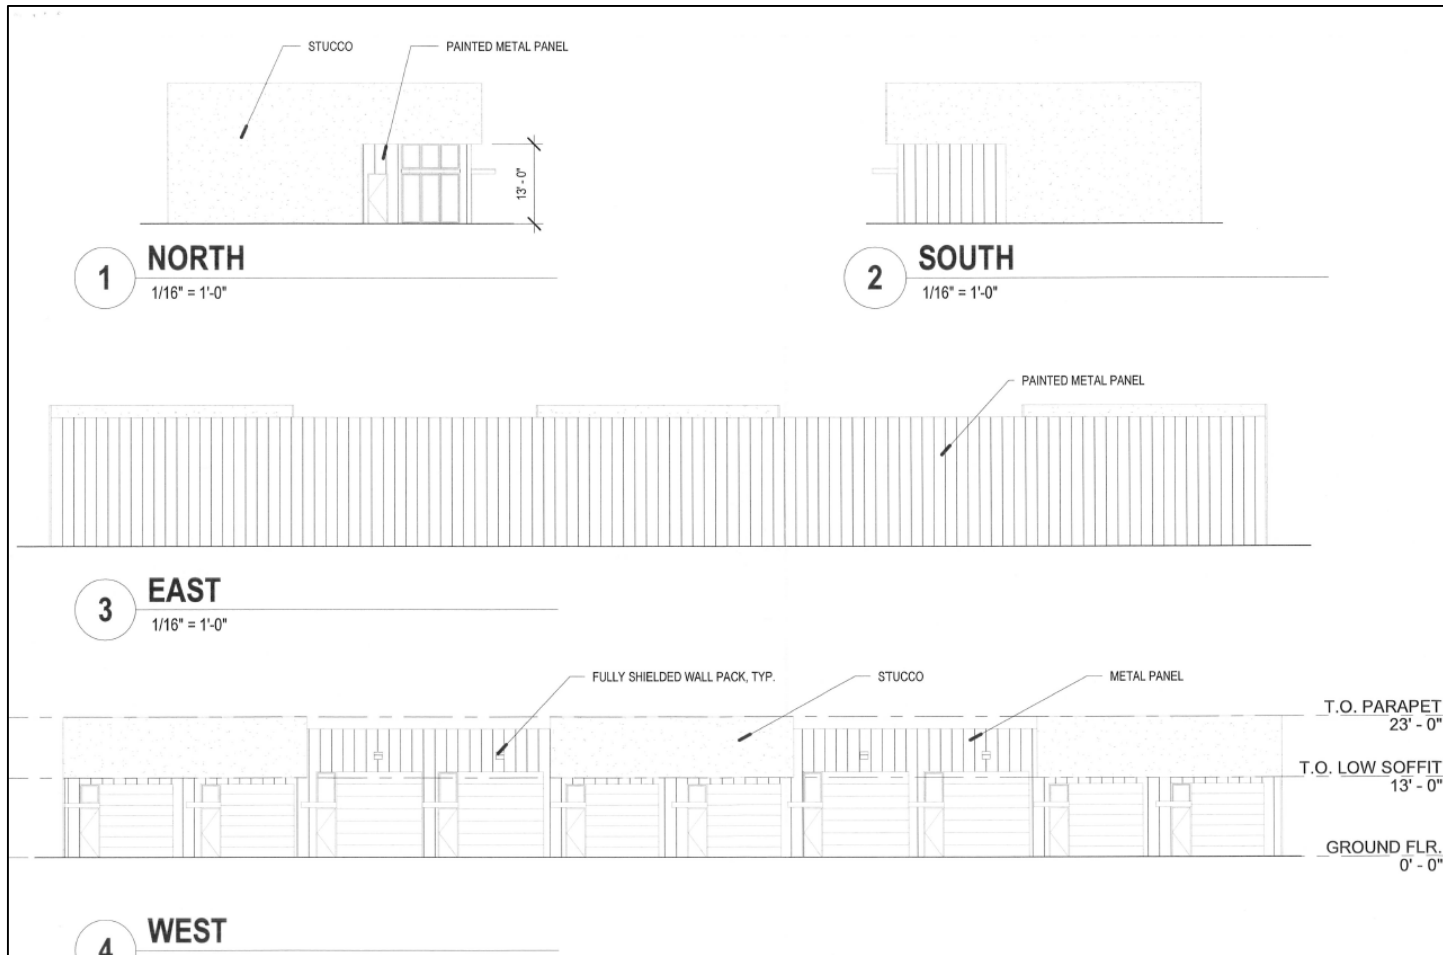 STUCCO
PAINTED METAL PANEL
13' - 0"
1
NORTH
1/16" = 1'-0"
2
SOUTH
1/16" = 1'-0"
PAINTED METAL PANEL
3
EAST
1/16" = 1'-0"
FULLY SHIELDED WALL PACK, TYP.
STUCCO
METAL PANEL
T.O. PARAPET
23' - 0"
T.O. LOW SOFFIT
13' - 0"
GROUND FLR.
0' - 0"
4
WEST